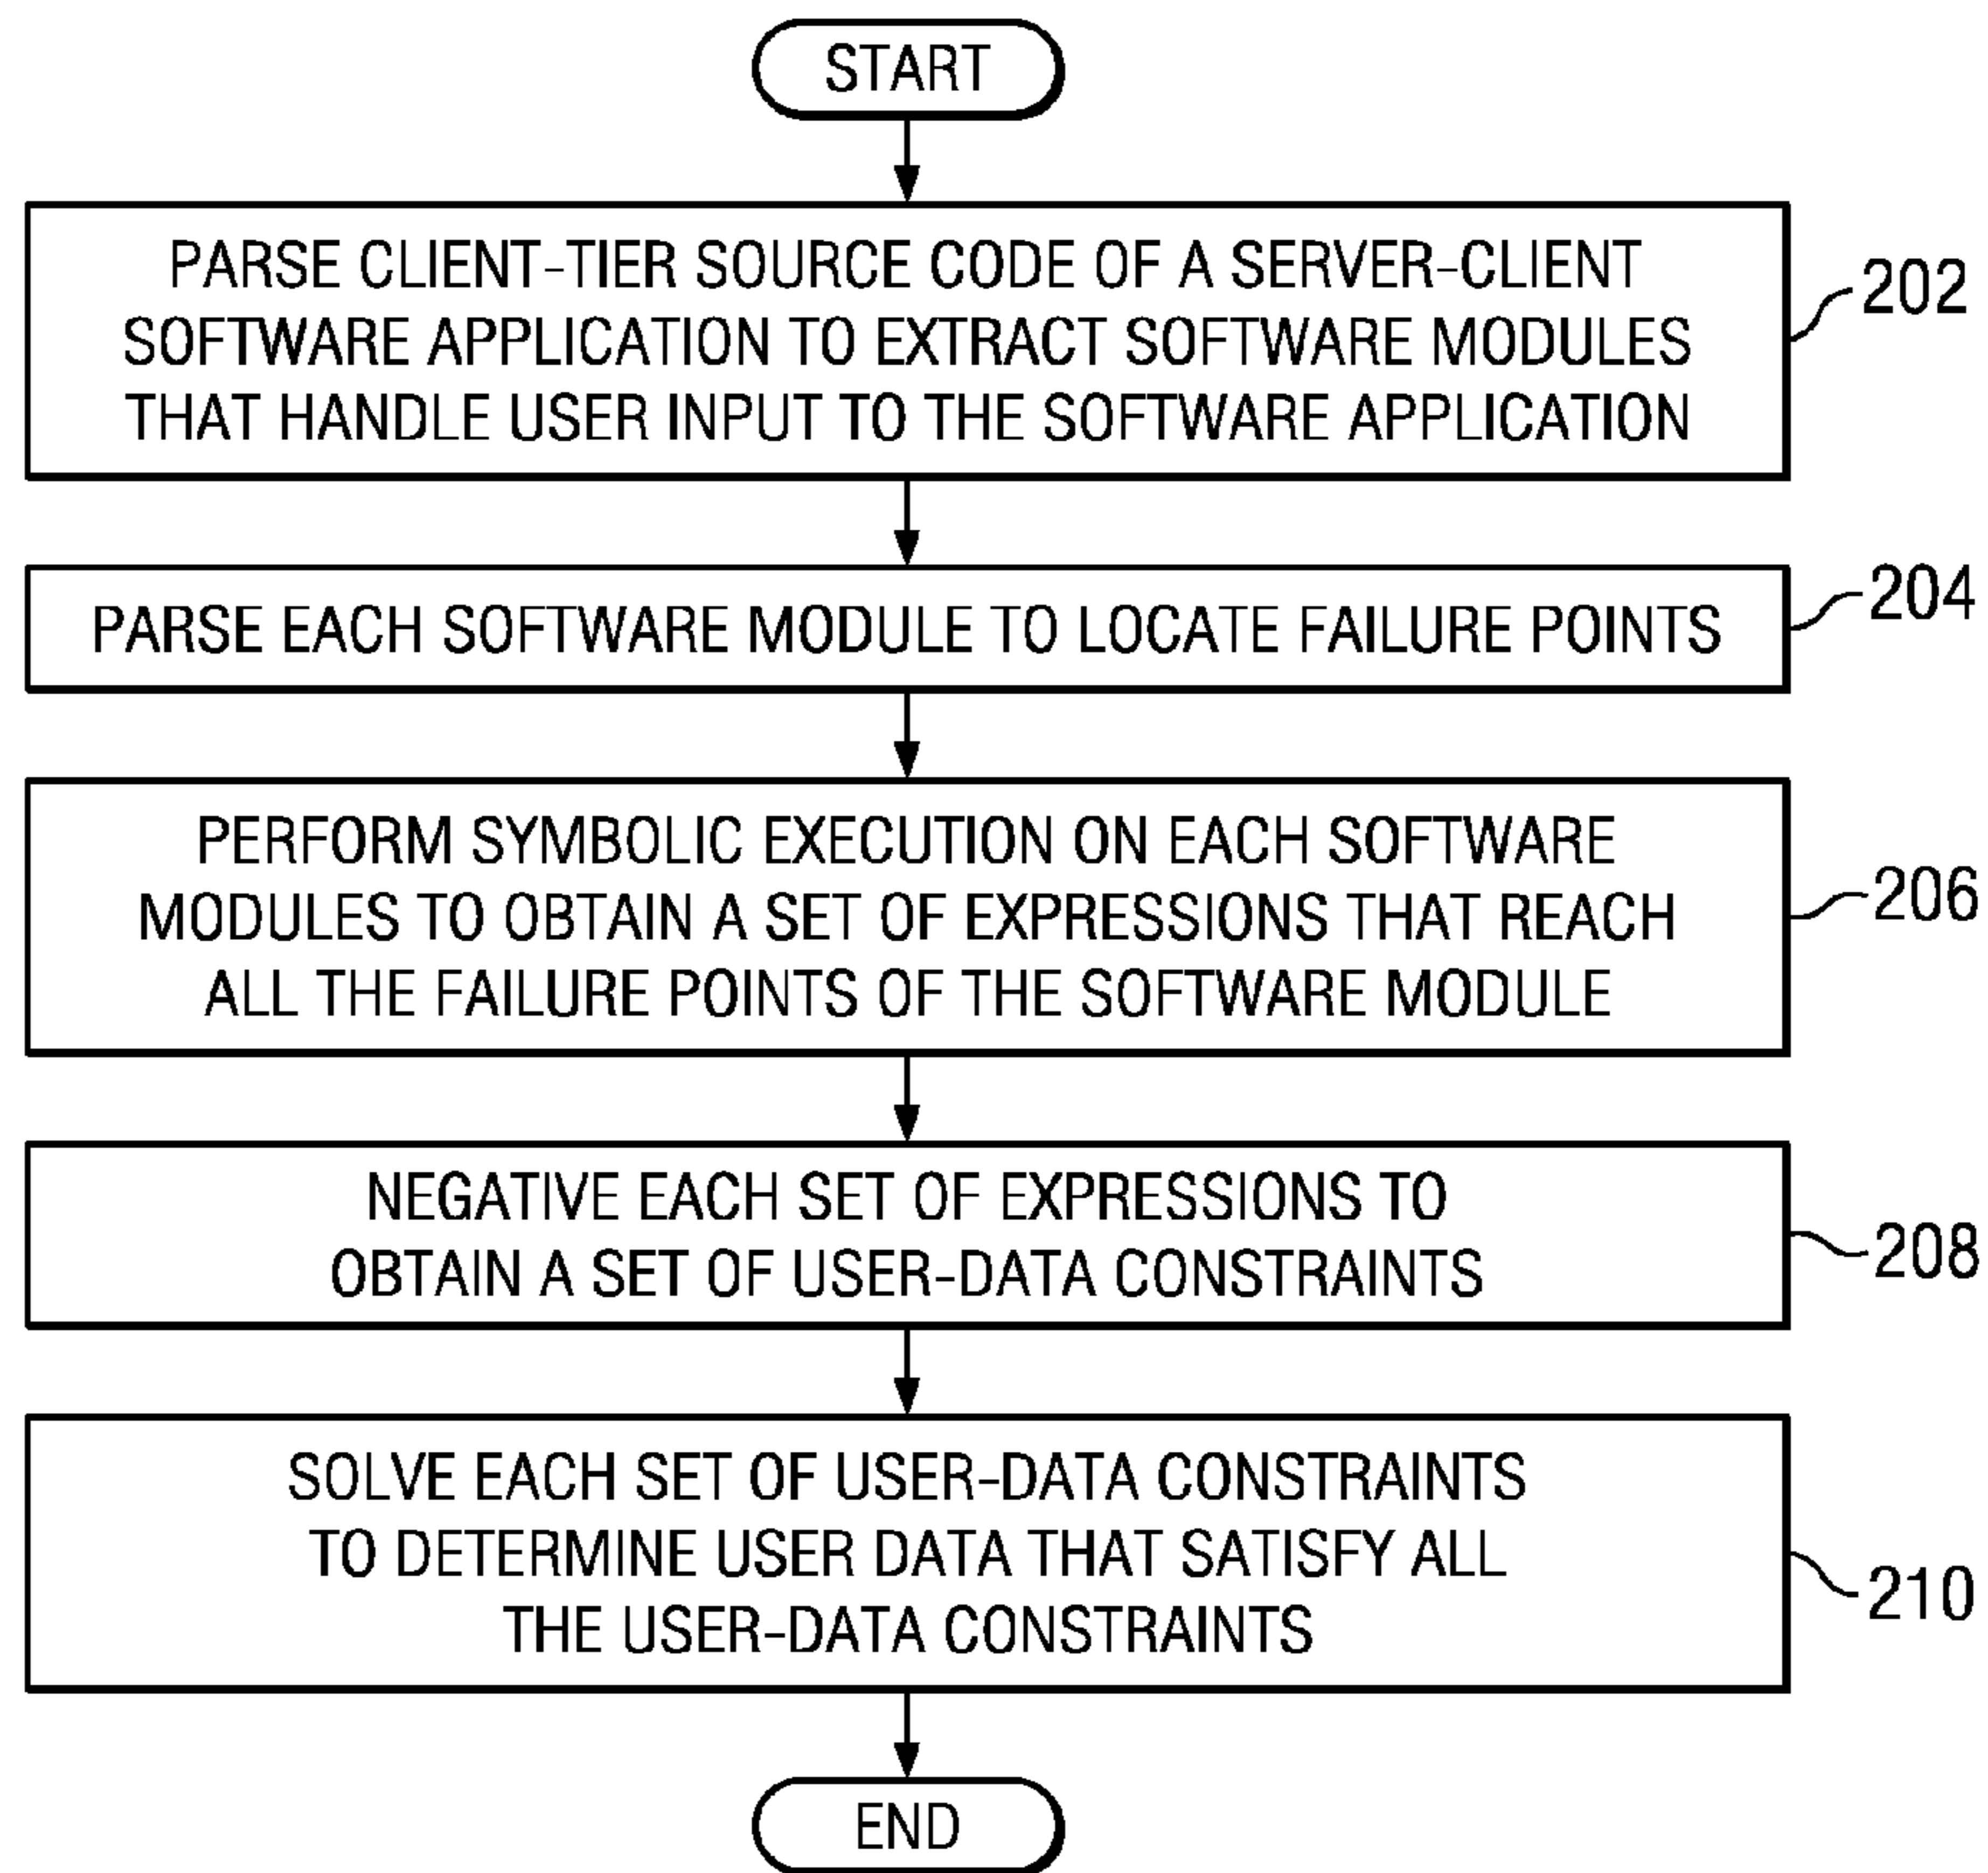 START
PARSE CLIENT-TIER SOURCE CODE OF A SERVER-CLIENT
SOFTWARE APPLICATION TO EXTRACT SOFTWARE MODULES
THAT HANDLE USER INPUT TO THE SOFTWARE APPLICATION
202
PARSE EACH SOFTWARE MODULE TO LOCATE FAILURE POINTS
204
PERFORM SYMBOLIC EXECUTION ON EACH SOFTWARE
MODULES TO OBTAIN A SET OF EXPRESSIONS THAT REACH
ALL THE FAILURE POINTS OF THE SOFTWARE MODULE
206
NEGATIVE EACH SET OF EXPRESSIONS TO
OBTAIN A SET OF USER-DATA CONSTRAINTS
208
SOLVE EACH SET OF USER-DATA CONSTRAINTS
TO DETERMINE USER DATA THAT SATISFY ALL
THE USER-DATA CONSTRAINTS
210
END